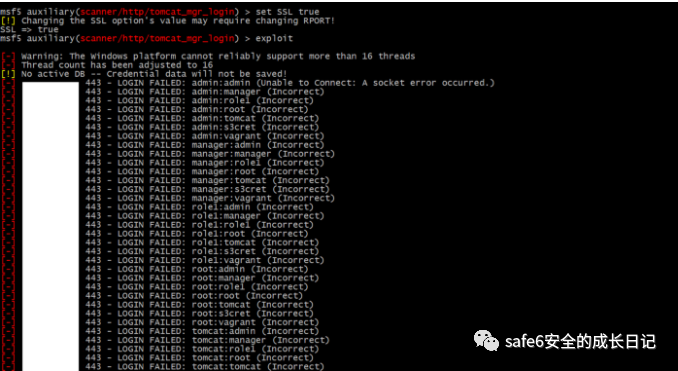 msf5 auxiliary(scanner/http/tomcat_mgr_login) > set SSL true
[!] Changing the SSL option's value may require changing RPORT!
SSL => true
msf5 auxiliary(scanner/http/tomcat_mgr_login) > exploit
[-] Warning: The Windows platform cannot reliably support more than 16 threads
Thread count has been adjusted to 16
[!] No active DB -- Credential data will not be saved!
[-] 443 - LOGIN FAILED: admin:admin (Unable to Connect: A socket error occurred.)
[-] 443 - LOGIN FAILED: admin:manager (Incorrect)
[-] 443 - LOGIN FAILED: admin:role1 (Incorrect)
[-] 443 - LOGIN FAILED: admin:root (Incorrect)
[-] 443 - LOGIN FAILED: admin:tomcat (Incorrect)
[-] 443 - LOGIN FAILED: admin:s3cret (Incorrect)
[-] 443 - LOGIN FAILED: admin:vagrant (Incorrect)
[-] 443 - LOGIN FAILED: manager:admin (Incorrect)
[-] 443 - LOGIN FAILED: manager:manager (Incorrect)
[-] 443 - LOGIN FAILED: manager:role1 (Incorrect)
[-] 443 - LOGIN FAILED: manager:root (Incorrect)
[-] 443 - LOGIN FAILED: manager:tomcat (Incorrect)
[-] 443 - LOGIN FAILED: manager:s3cret (Incorrect)
[-] 443 - LOGIN FAILED: manager:vagrant (Incorrect)
[-] 443 - LOGIN FAILED: role1:admin (Incorrect)
[-] 443 - LOGIN FAILED: role1:manager (Incorrect)
[-] 443 - LOGIN FAILED: role1:role1 (Incorrect)
[-] 443 - LOGIN FAILED: role1:root (Incorrect)
[-] 443 - LOGIN FAILED: role1:tomcat (Incorrect)
[-] 443 - LOGIN FAILED: role1:s3cret (Incorrect)
[-] 443 - LOGIN FAILED: role1:vagrant (Incorrect)
[-] 443 - LOGIN FAILED: root:admin (Incorrect)
[-] 443 - LOGIN FAILED: root:manager (Incorrect)
[-] 443 - LOGIN FAILED: root:role1 (Incorrect)
[-] 443 - LOGIN FAILED: root:root (Incorrect)
[-] 443 - LOGIN FAILED: root:tomcat (Incorrect)
[-] 443 - LOGIN FAILED: root:s3cret (Incorrect)
[-] 443 - LOGIN FAILED: root:vagrant (Incorrect)
[-] 443 - LOGIN FAILED: tomcat:admin (Incorrect)
[-] 443 - LOGIN FAILED: tomcat:manager (Incorrect)
[-] 443 - LOGIN FAILED: tomcat:role1 (Incorrect)
[-] 443 - LOGIN FAILED: tomcat:root (Incorrect)
[-] 443 - LOGIN FAILED: tomcat:tomcat (Incorrect)
safe6安全的成长日记